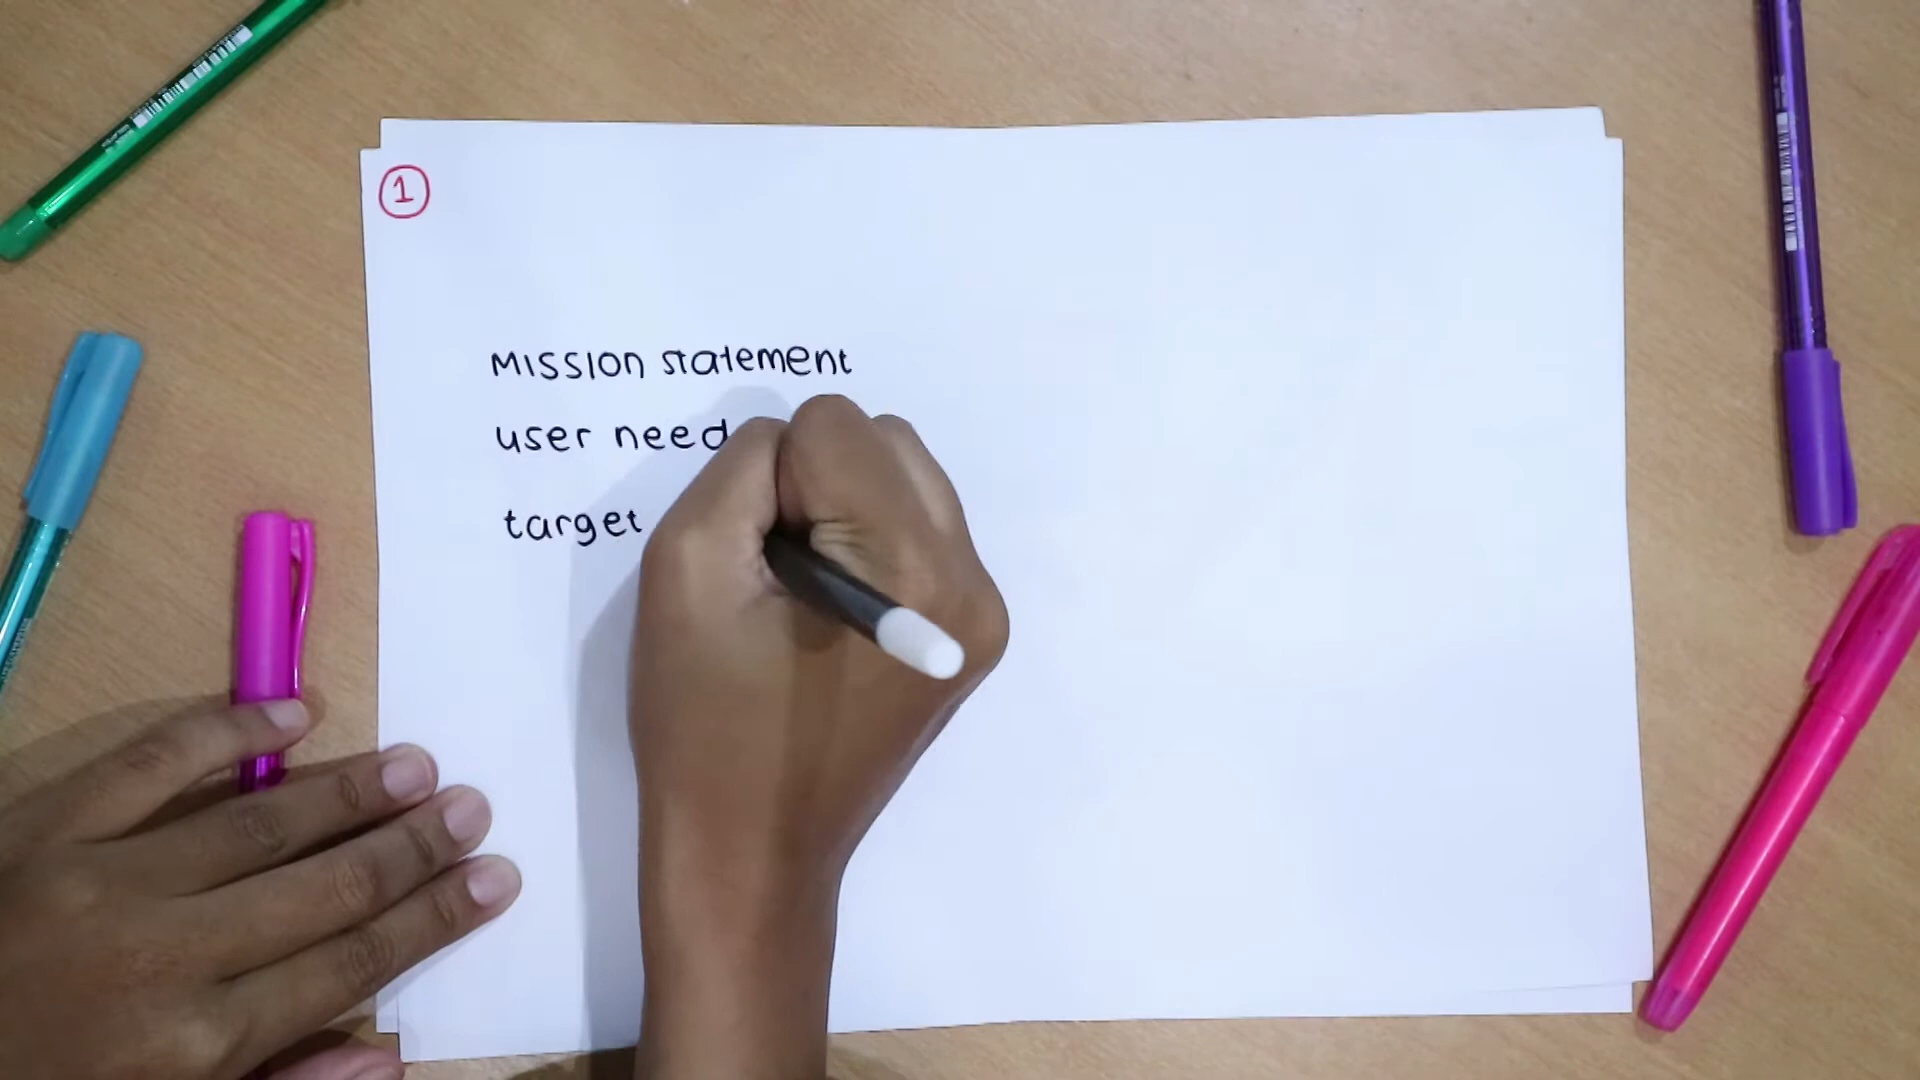 1
Mission statement
user need
target